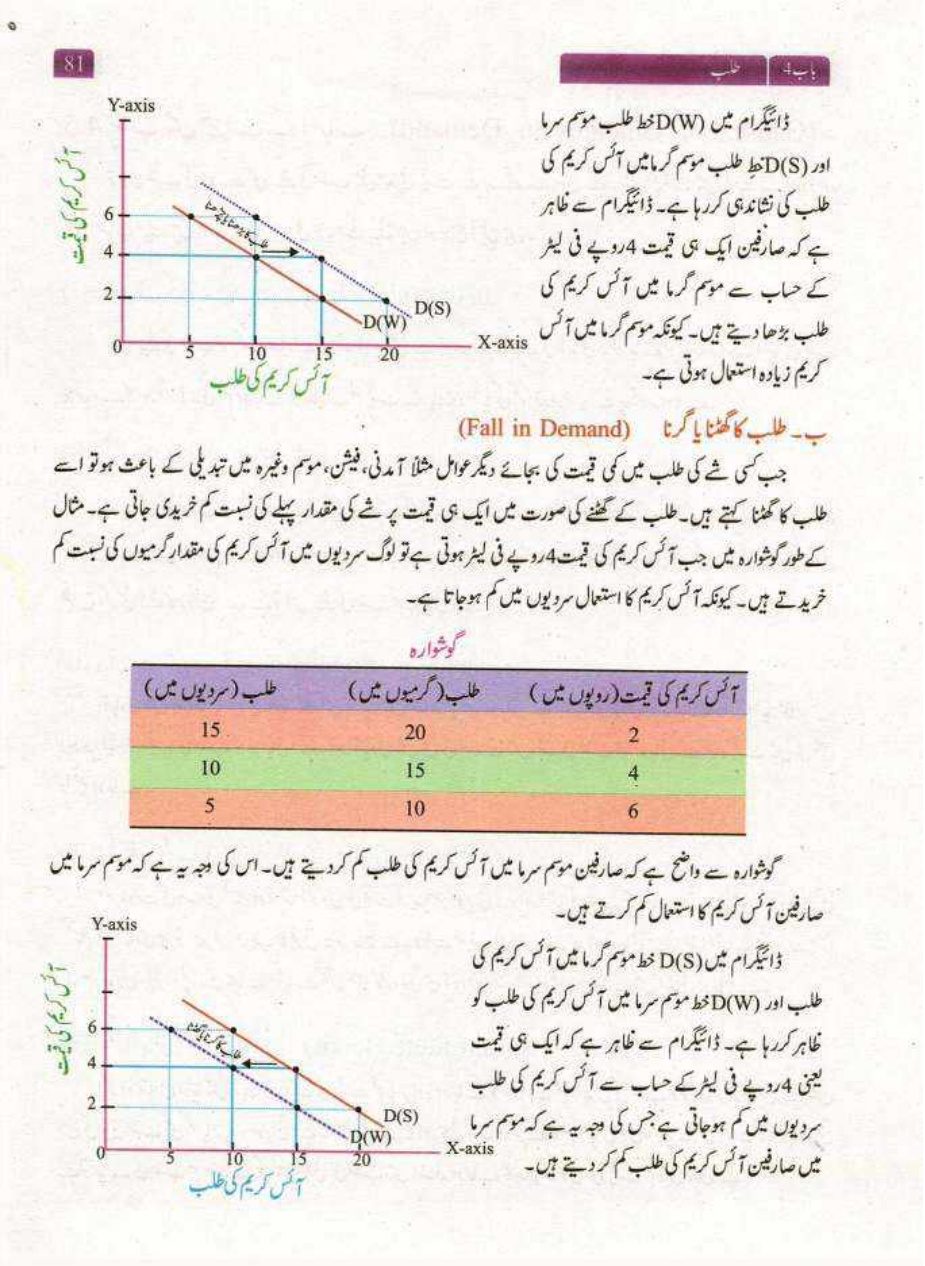 81
باب 4 طلب
ڈائیگرام میں D(W) خط طلب موسم سرما
اور D(S) خطِ طلب موسم گرما میں آئس کریم کی
طلب کی نشاندہی کر رہا ہے۔ ڈائیگرام سے ظاہر
ہے کہ صارفین ایک ہی قیمت 4 روپے فی لیٹر
کے حساب سے موسم گرما میں آئس کریم کی
طلب بڑھا دیتے ہیں۔ کیونکہ موسم گرما میں آئس
کریم زیادہ استعمال ہوتی ہے۔
Y-axis
آئس کریم کی قیمت
6
4
2
0
5 10 15 20
طلب کا بڑھنا یا چڑھنا
D(W)
D(S)
X-axis
آئس کریم کی طلب
ب۔ طلب کا گھٹنا یا گرنا (Fall in Demand)
جب کسی شے کی طلب میں کمی قیمت کی بجائے دیگر عوامل مثلاً آمدنی، فیشن، موسم وغیرہ میں تبدیلی کے باعث ہو تو اسے
طلب کا گھٹنا کہتے ہیں۔ طلب کے گھٹنے کی صورت میں ایک ہی قیمت پر شے کی مقدار پہلے کی نسبت کم خریدی جاتی ہے۔ مثال
کے طور گوشوارہ میں جب آئس کریم کی قیمت 4 روپے فی لیٹر ہوتی ہے تو لوگ سردیوں میں آئس کریم کی مقدار گرمیوں کی نسبت کم
خریدتے ہیں۔ کیونکہ آئس کریم کا استعمال سردیوں میں کم ہو جاتا ہے۔
گوشوارہ
آئس کریم کی قیمت (روپوں میں) طلب (گرمیوں میں) طلب (سردیوں میں)
2 20 15
4 15 10
6 10 5
گوشوارہ سے واضح ہے کہ صارفین موسم سرما میں آئس کریم کی طلب کم کر دیتے ہیں۔ اس کی وجہ یہ ہے کہ موسم سرما میں
صارفین آئس کریم کا استعمال کم کرتے ہیں۔
ڈائیگرام میں D(S) خط موسم گرما میں آئس کریم کی
طلب اور D(W) خط موسم سرما میں آئس کریم کی طلب کو
ظاہر کر رہا ہے۔ ڈائیگرام سے ظاہر ہے کہ ایک ہی قیمت
یعنی 4 روپے فی لیٹر کے حساب سے آئس کریم کی طلب
سردیوں میں کم ہو جاتی ہے جس کی وجہ یہ ہے کہ موسم سرما
میں صارفین آئس کریم کی طلب کم کر دیتے ہیں۔
Y-axis
آئس کریم کی قیمت
6
4
2
0
5 10 15 20
طلب کا گرنا یا گھٹنا
D(S)
D(W)
X-axis
آئس کریم کی طلب